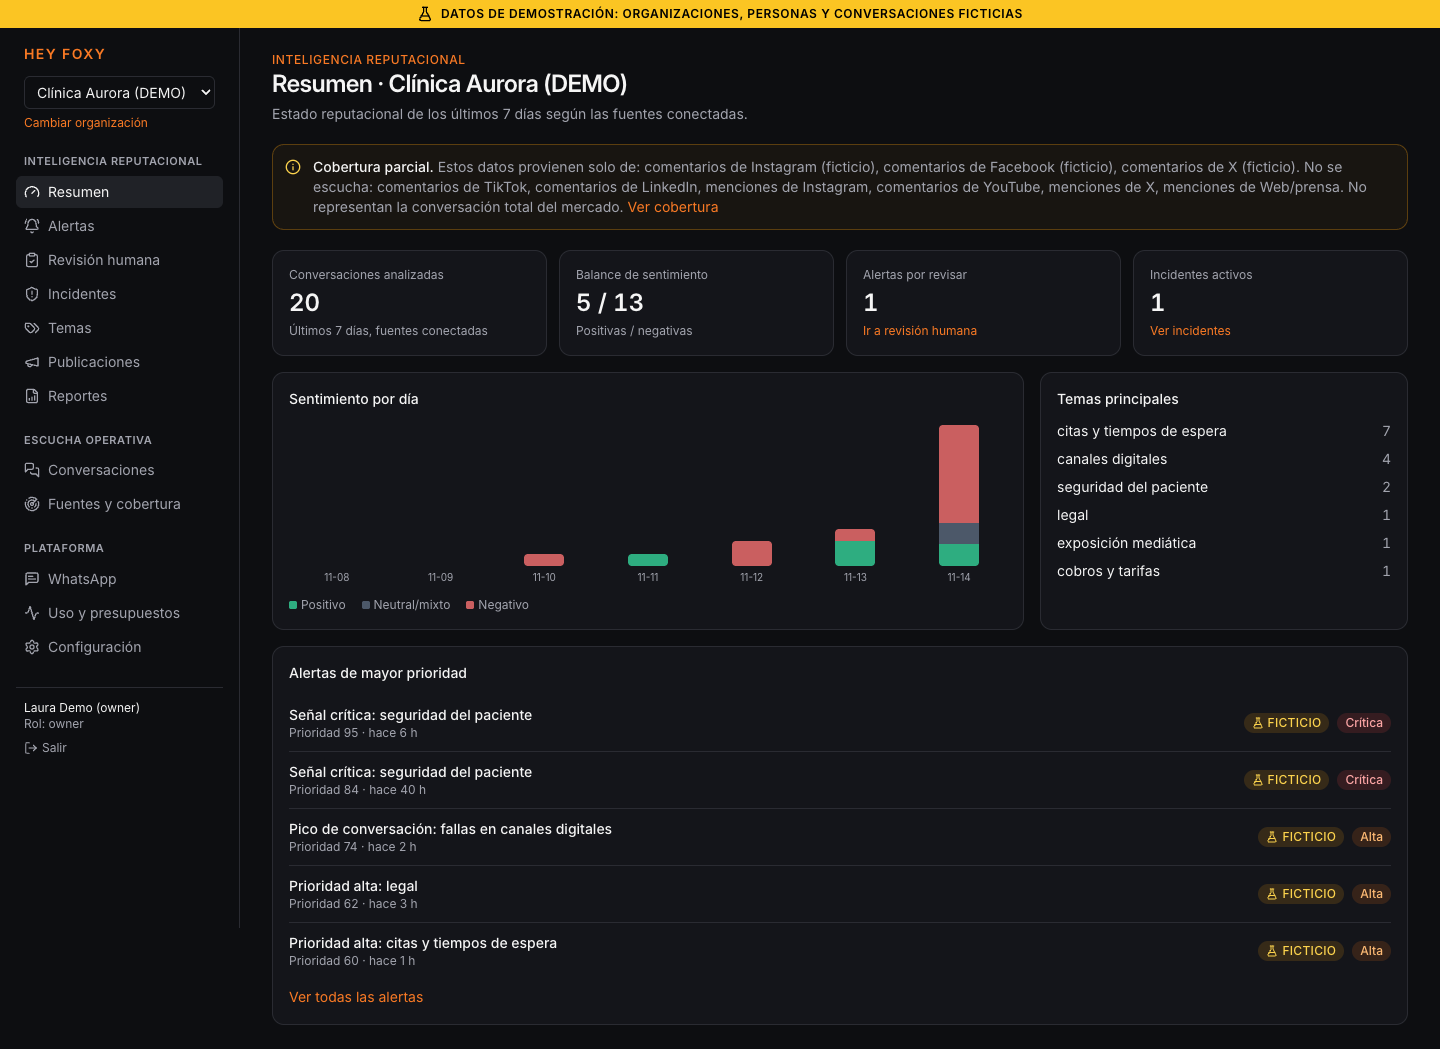 DATOS DE DEMOSTRACIÓN: ORGANIZACIONES, PERSONAS Y CONVERSACIONES FICTICIAS
HEY FOXY
Clínica Aurora (DEMO)
Cambiar organización
INTELIGENCIA REPUTACIONAL
Resumen
Alertas
Revisión humana
Incidentes
Temas
Publicaciones
Reportes
ESCUCHA OPERATIVA
Conversaciones
Fuentes y cobertura
PLATAFORMA
WhatsApp
Uso y presupuestos
Configuración
Laura Demo (owner)
Rol: owner
Salir
INTELIGENCIA REPUTACIONAL
Resumen · Clínica Aurora (DEMO)
Estado reputacional de los últimos 7 días según las fuentes conectadas.
Cobertura parcial. Estos datos provienen solo de: comentarios de Instagram (ficticio), comentarios de Facebook (ficticio), comentarios de X (ficticio). No se
escucha: comentarios de TikTok, comentarios de LinkedIn, menciones de Instagram, comentarios de YouTube, menciones de X, menciones de Web/prensa. No
representan la conversación total del mercado. Ver cobertura
Conversaciones analizadas
20
Últimos 7 días, fuentes conectadas
Balance de sentimiento
5 / 13
Positivas / negativas
Alertas por revisar
1
Ir a revisión humana
Incidentes activos
1
Ver incidentes
Sentimiento por día
11-08 11-09 11-10 11-11 11-12 11-13 11-14
Positivo Neutral/mixto Negativo
Temas principales
citas y tiempos de espera 7
canales digitales 4
seguridad del paciente 2
legal 1
exposición mediática 1
cobros y tarifas 1
Alertas de mayor prioridad
Señal crítica: seguridad del paciente
Prioridad 95 · hace 6 h
FICTICIO Crítica
Señal crítica: seguridad del paciente
Prioridad 84 · hace 40 h
FICTICIO Crítica
Pico de conversación: fallas en canales digitales
Prioridad 74 · hace 2 h
FICTICIO Alta
Prioridad alta: legal
Prioridad 62 · hace 3 h
FICTICIO Alta
Prioridad alta: citas y tiempos de espera
Prioridad 60 · hace 1 h
FICTICIO Alta
Ver todas las alertas